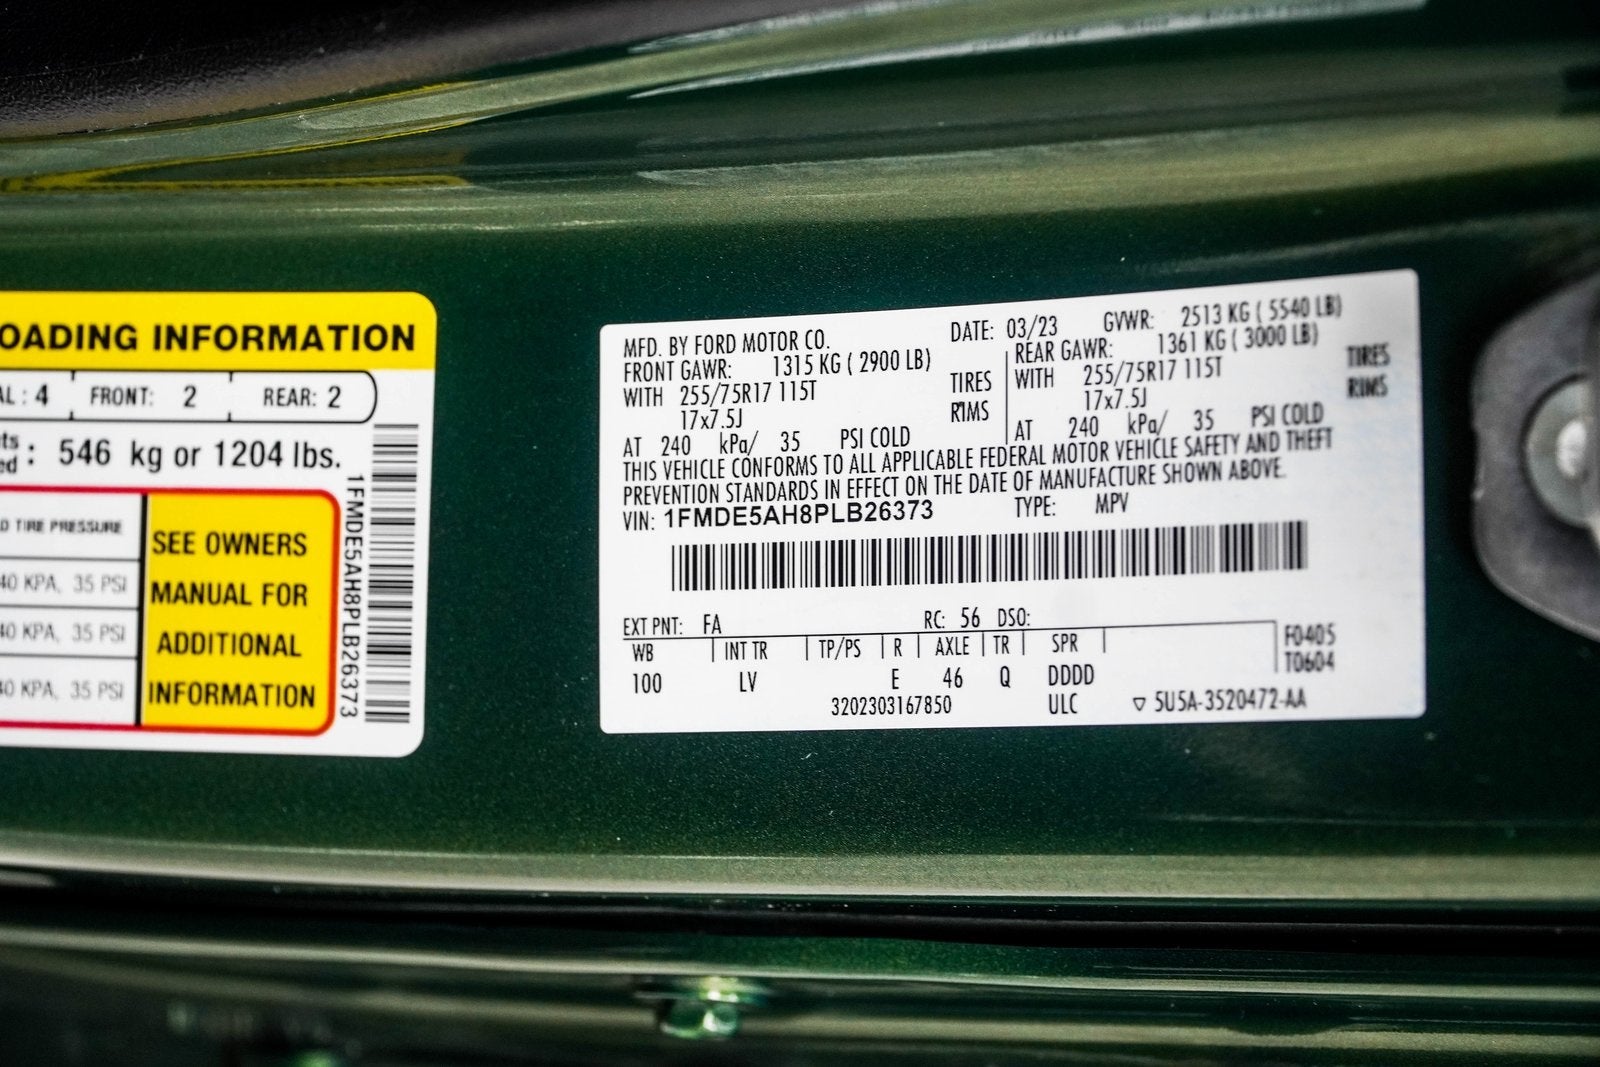 OADING INFORMATION
AL : 4 FRONT: 2 REAR: 2
ts
ed : 546 kg or 1204 lbs.
D TIRE PRESSURE
40 KPA, 35 PSI
40 KPA, 35 PSI
40 KPA, 35 PSI
SEE OWNERS
MANUAL FOR
ADDITIONAL
INFORMATION
1FMDE5AH8PLB26373
MFD. BY FORD MOTOR CO. DATE: 03/23 GVWR: 2513 KG ( 5540 LB)
FRONT GAWR: 1315 KG ( 2900 LB) REAR GAWR: 1361 KG ( 3000 LB)
WITH 255/75R17 115T TIRES WITH 255/75R17 115T TIRES
17x7.5J RIMS 17x7.5J RIMS
AT 240 kPa/ 35 PSI COLD AT 240 kPa/ 35 PSI COLD
THIS VEHICLE CONFORMS TO ALL APPLICABLE FEDERAL MOTOR VEHICLE SAFETY AND THEFT
PREVENTION STANDARDS IN EFFECT ON THE DATE OF MANUFACTURE SHOWN ABOVE.
VIN: 1FMDE5AH8PLB26373 TYPE: MPV
EXT PNT: FA RC: 56 DSO:
WB INT TR TP/PS R AXLE TR SPR F0405
100 LV E 46 Q DDDD T0604
3202303167850 ULC ▽ 5U5A-3520472-AA